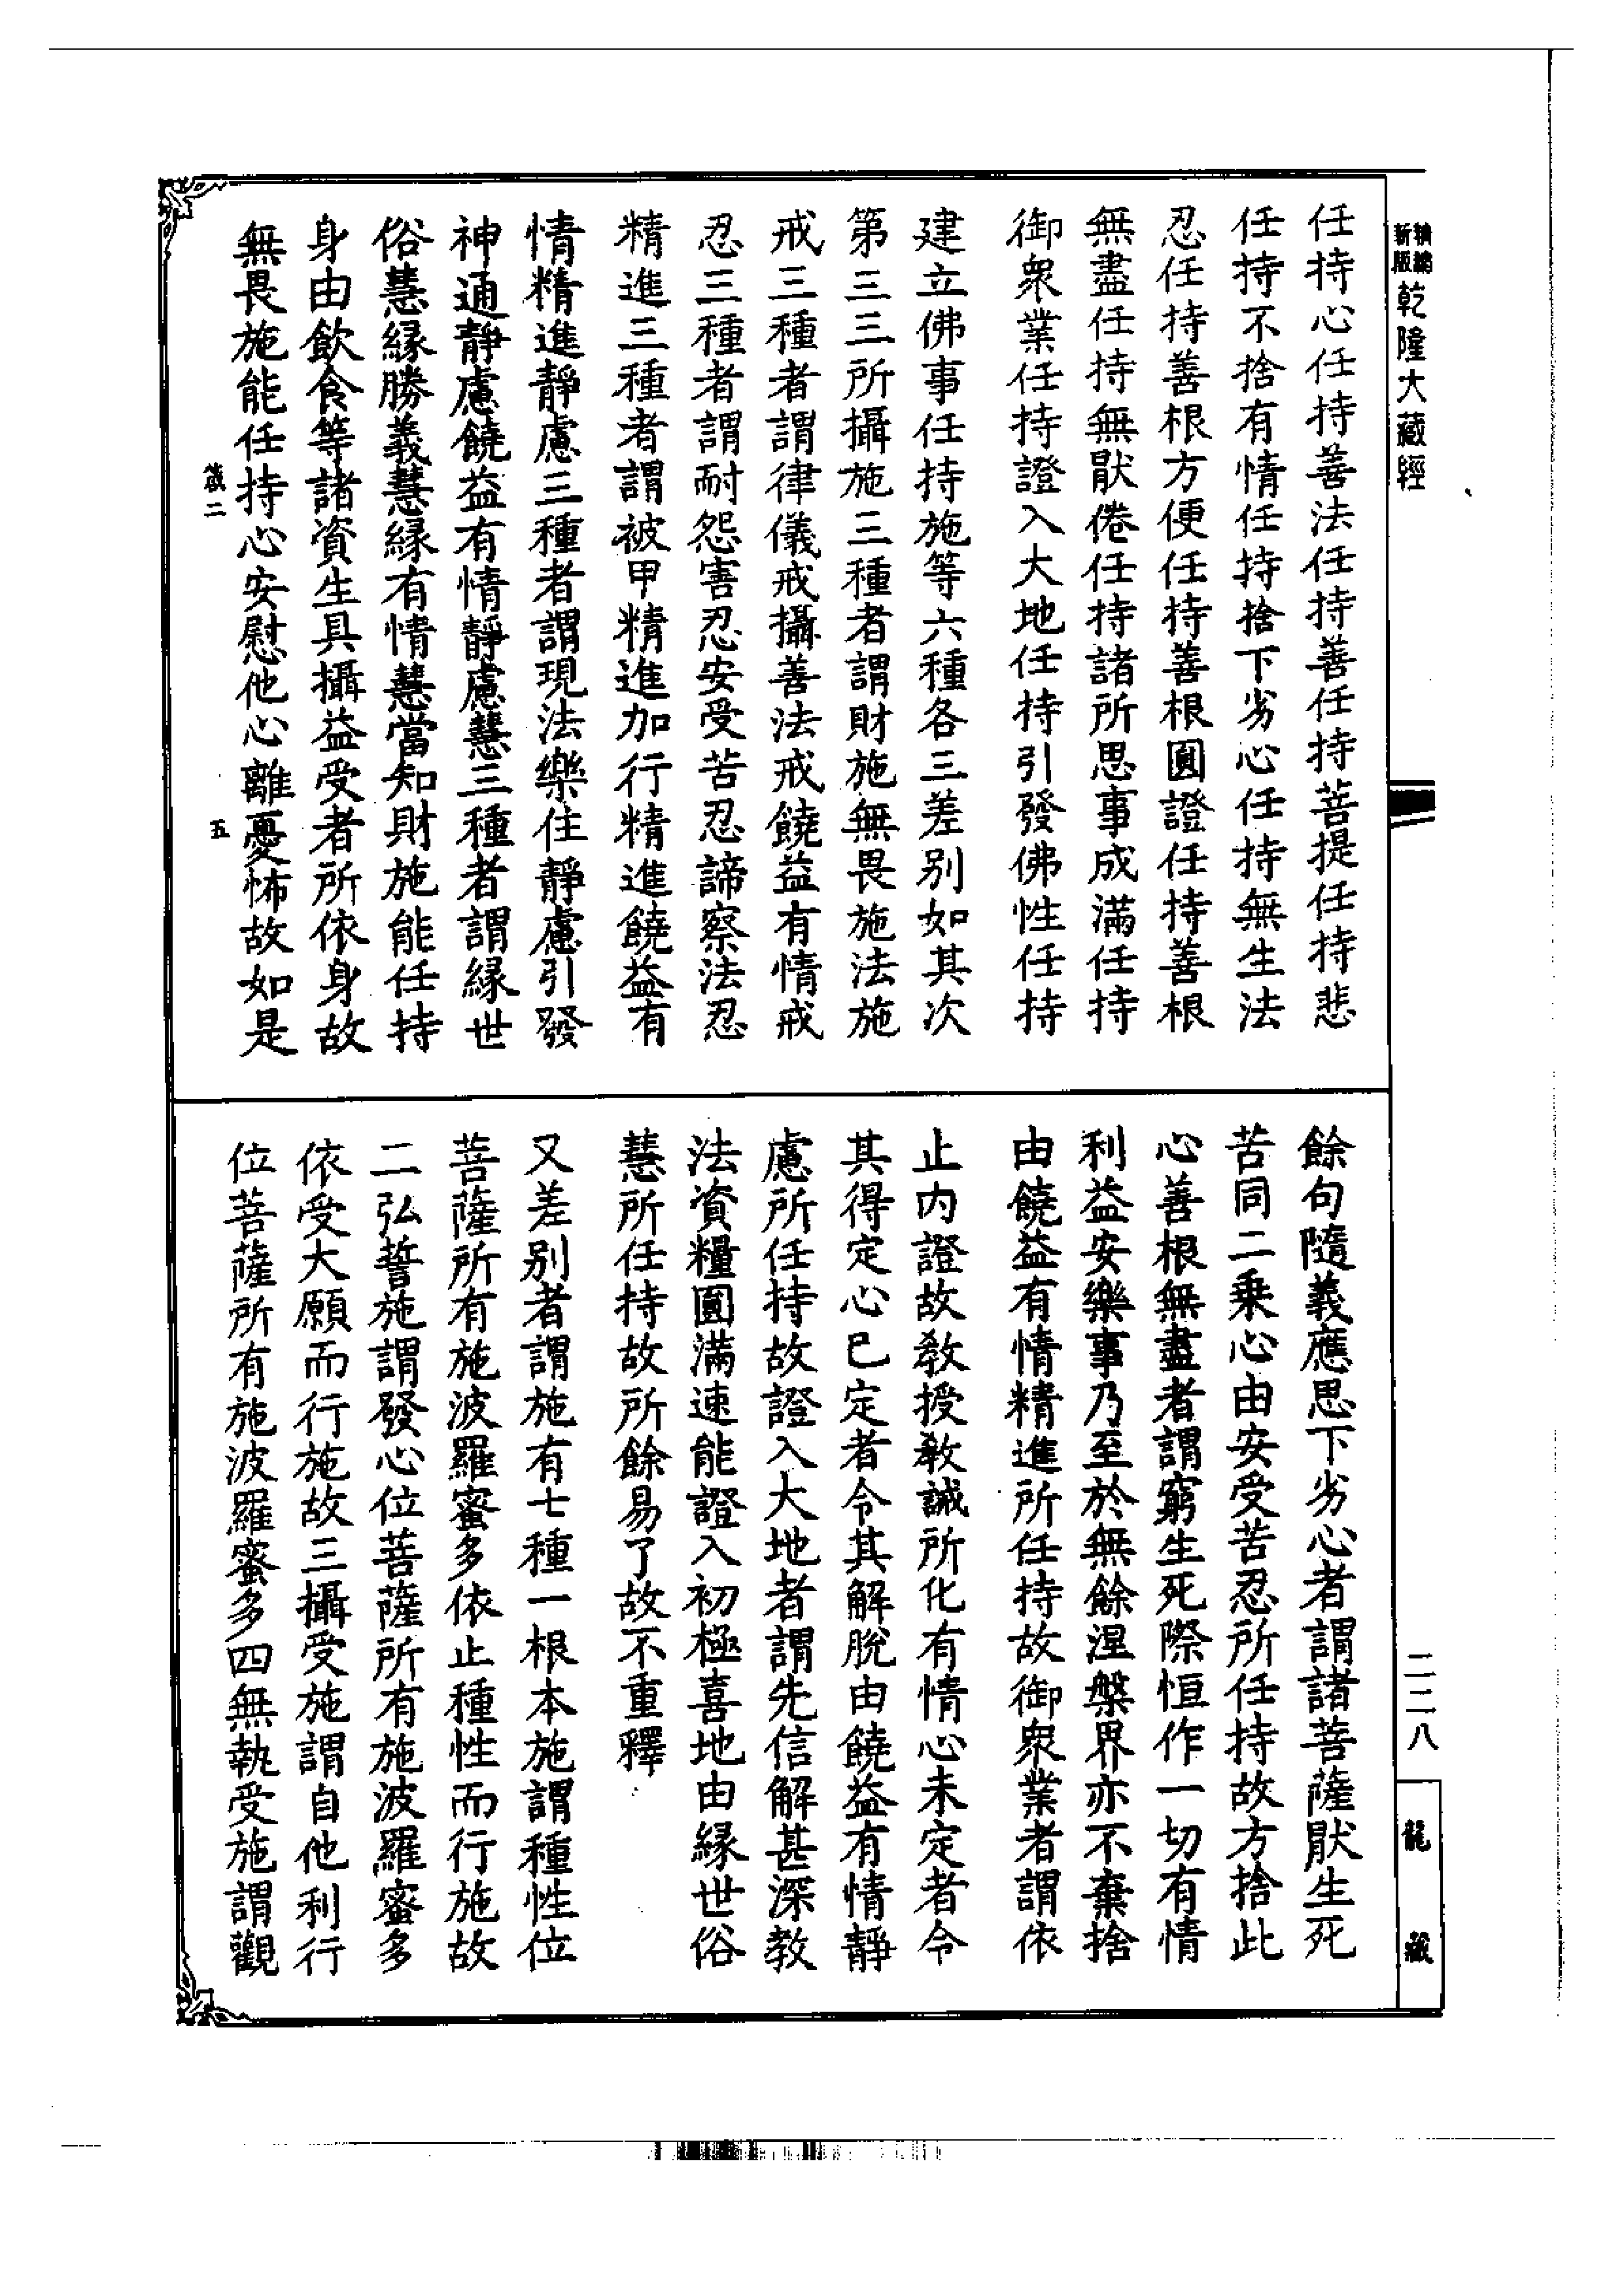 精編
新版
乾隆大藏經
任持心任持善法任持善任持菩提任持悲
任持不捨有情任持捨下劣心任持無生法
忍任持善根方便任持善根圓證任持善根
無盡任持無猒倦任持諸所思事成滿任持
御衆業任持證入大地任持引發佛性任持
建立佛事任持施等六種各三差別如其次
第三三所攝施三種者謂財施無畏施法施
戒三種者謂律儀戒攝善法戒饒益有情戒
忍三種者謂耐怨害忍安受苦忍諦察法忍
精進三種者謂被甲精進加行精進饒益有
情精進靜慮三種者謂現法樂住靜慮引發
神通靜慮饒益有情靜慮慧三種者謂緣世
俗慧緣勝義慧緣有情慧當知財施能任持
身由飲食等諸資生具攝益受者所依身故
無畏施能任持心安慰他心離憂怖故如是
箴二
五
餘句隨義應思下劣心者謂諸菩薩猒生死
苦同二乗心由安受苦忍所任持故方捨此
心善根無盡者謂窮生死際恒作一切有情
利益安樂事乃至於無餘涅槃界亦不棄捨
由饒益有情精進所任持故御衆業者謂依
止内證故教授教誡所化有情心未定者令
其得定心已定者令其解脫由饒益有情靜
慮所任持故證入大地者謂先信解甚深教
法資糧圓滿速能證入初極喜地由緣世俗
慧所任持故所餘易了故不重釋
又差別者謂施有七種一根本施謂種性位
菩薩所有施波羅蜜多依止種性而行施故
二弘誓施謂發心位菩薩所有施波羅蜜多
依受大願而行施故三攝受施謂自他利行
位菩薩所有施波羅蜜多四無執受施謂觀
二二八
龍藏